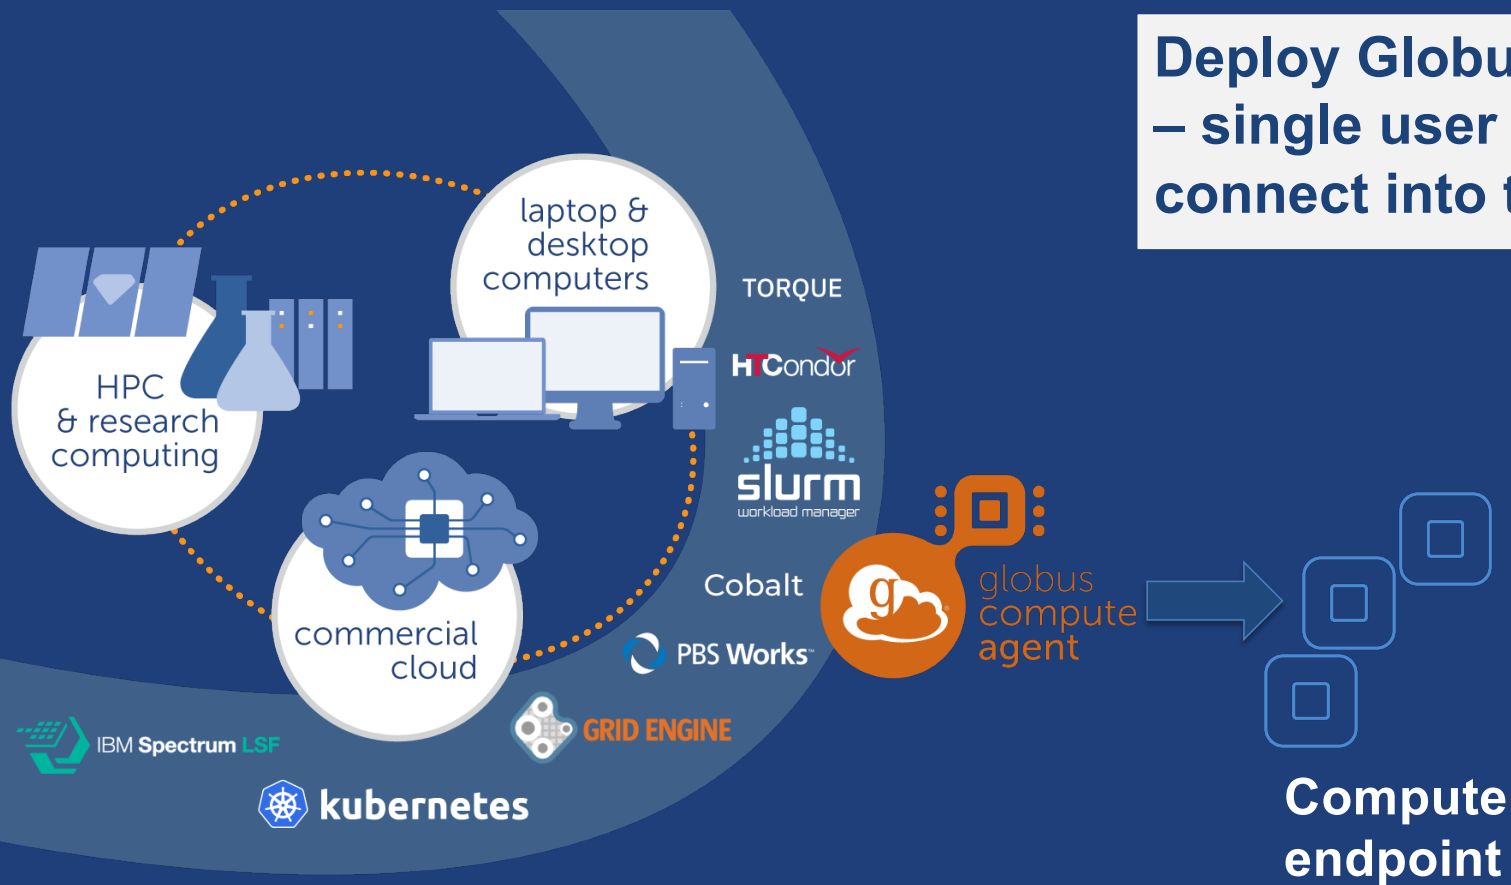 Deploy Globu
– single user
connect into t
laptop &
desktop
computers
HPC
& research
computing
commercial
cloud
TORQUE
HTCondor
slurm
workload manager
Cobalt
PBS Works™
GRID ENGINE
IBM Spectrum LSF
kubernetes
g
globus
compute
agent
Compute
endpoint